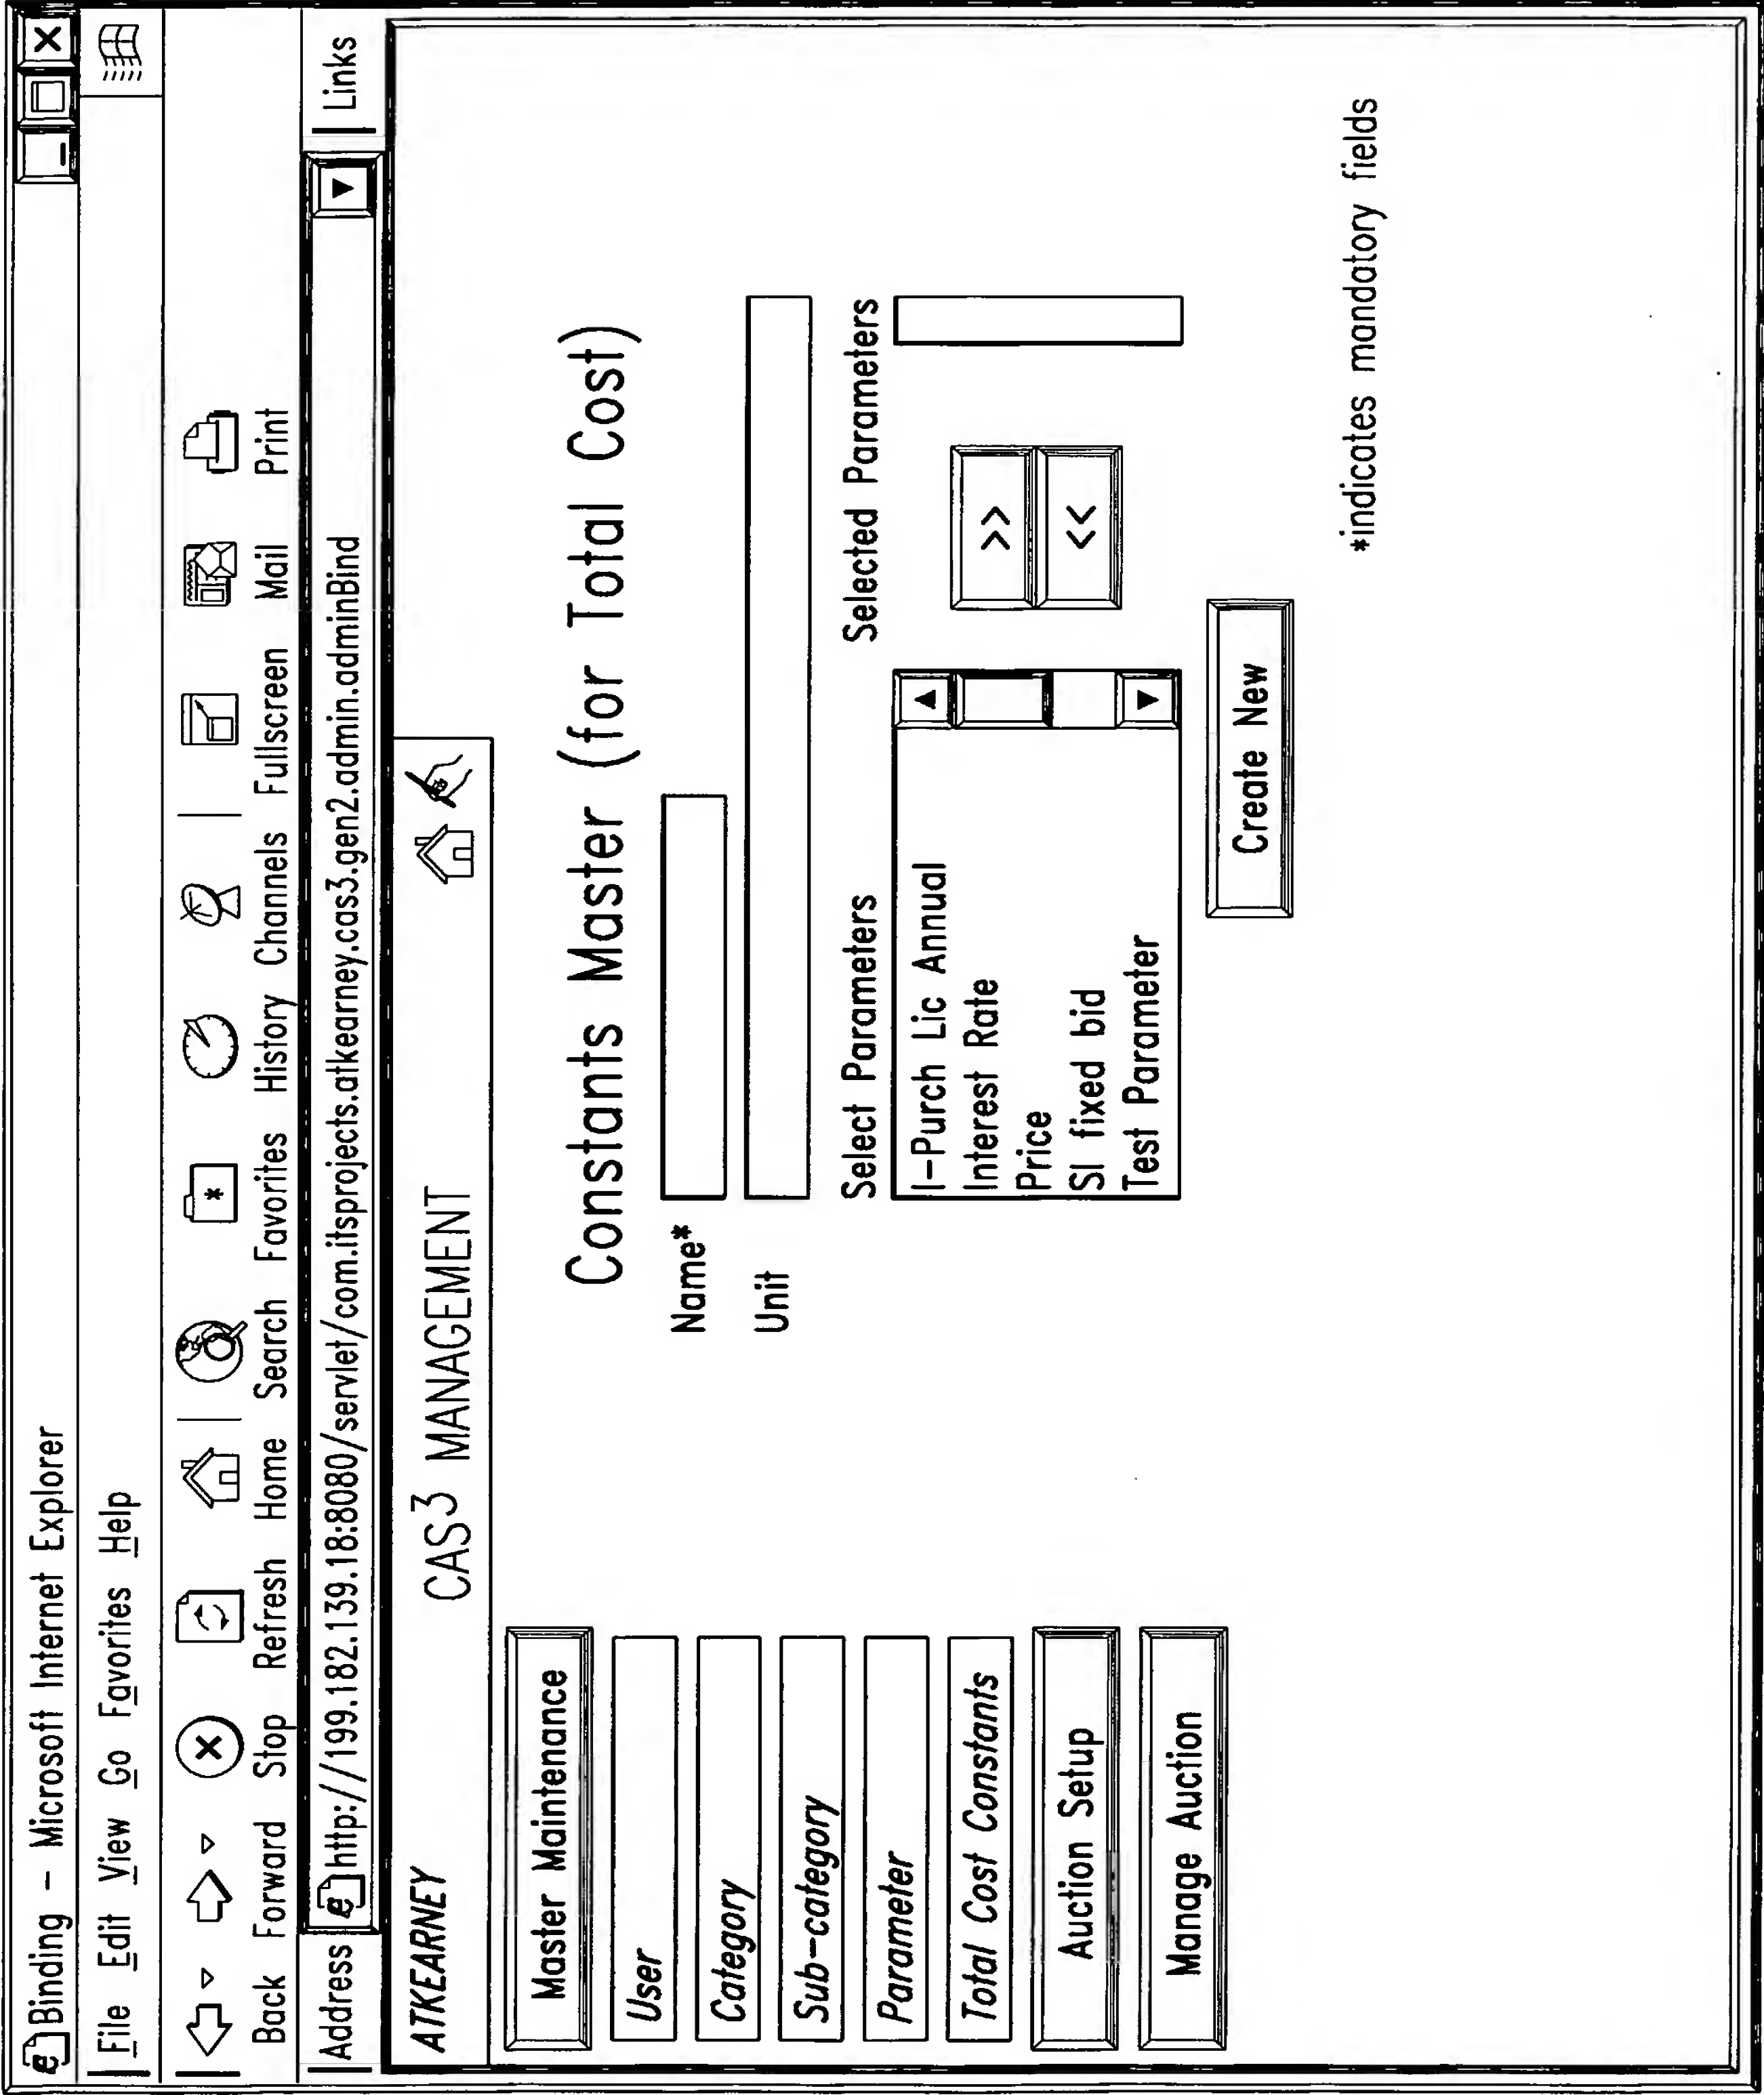 Binding - Microsoft Internet Explorer
File Edit View Go Favorites Help
Back Forward Stop Refresh Home Search Favorites History Channels Fullscreen Mail Print
Address http://199.182.139.18:8080/servlet/com.itsprojects.atkearney.cas3.gen2.admin.adminBind Links
ATKEARNEY CAS3 MANAGEMENT
Master Maintenance
User
Category
Sub-category
Parameter
Total Cost Constants
Auction Setup
Manage Auction
Constants Master (for Total Cost)
Name*
Unit
Select Parameters Selected Parameters
I-Purch Lic Annual
Interest Rate
Price
SI fixed bid
Test Parameter
>>
<<
Create New
*indicates mandatory fields